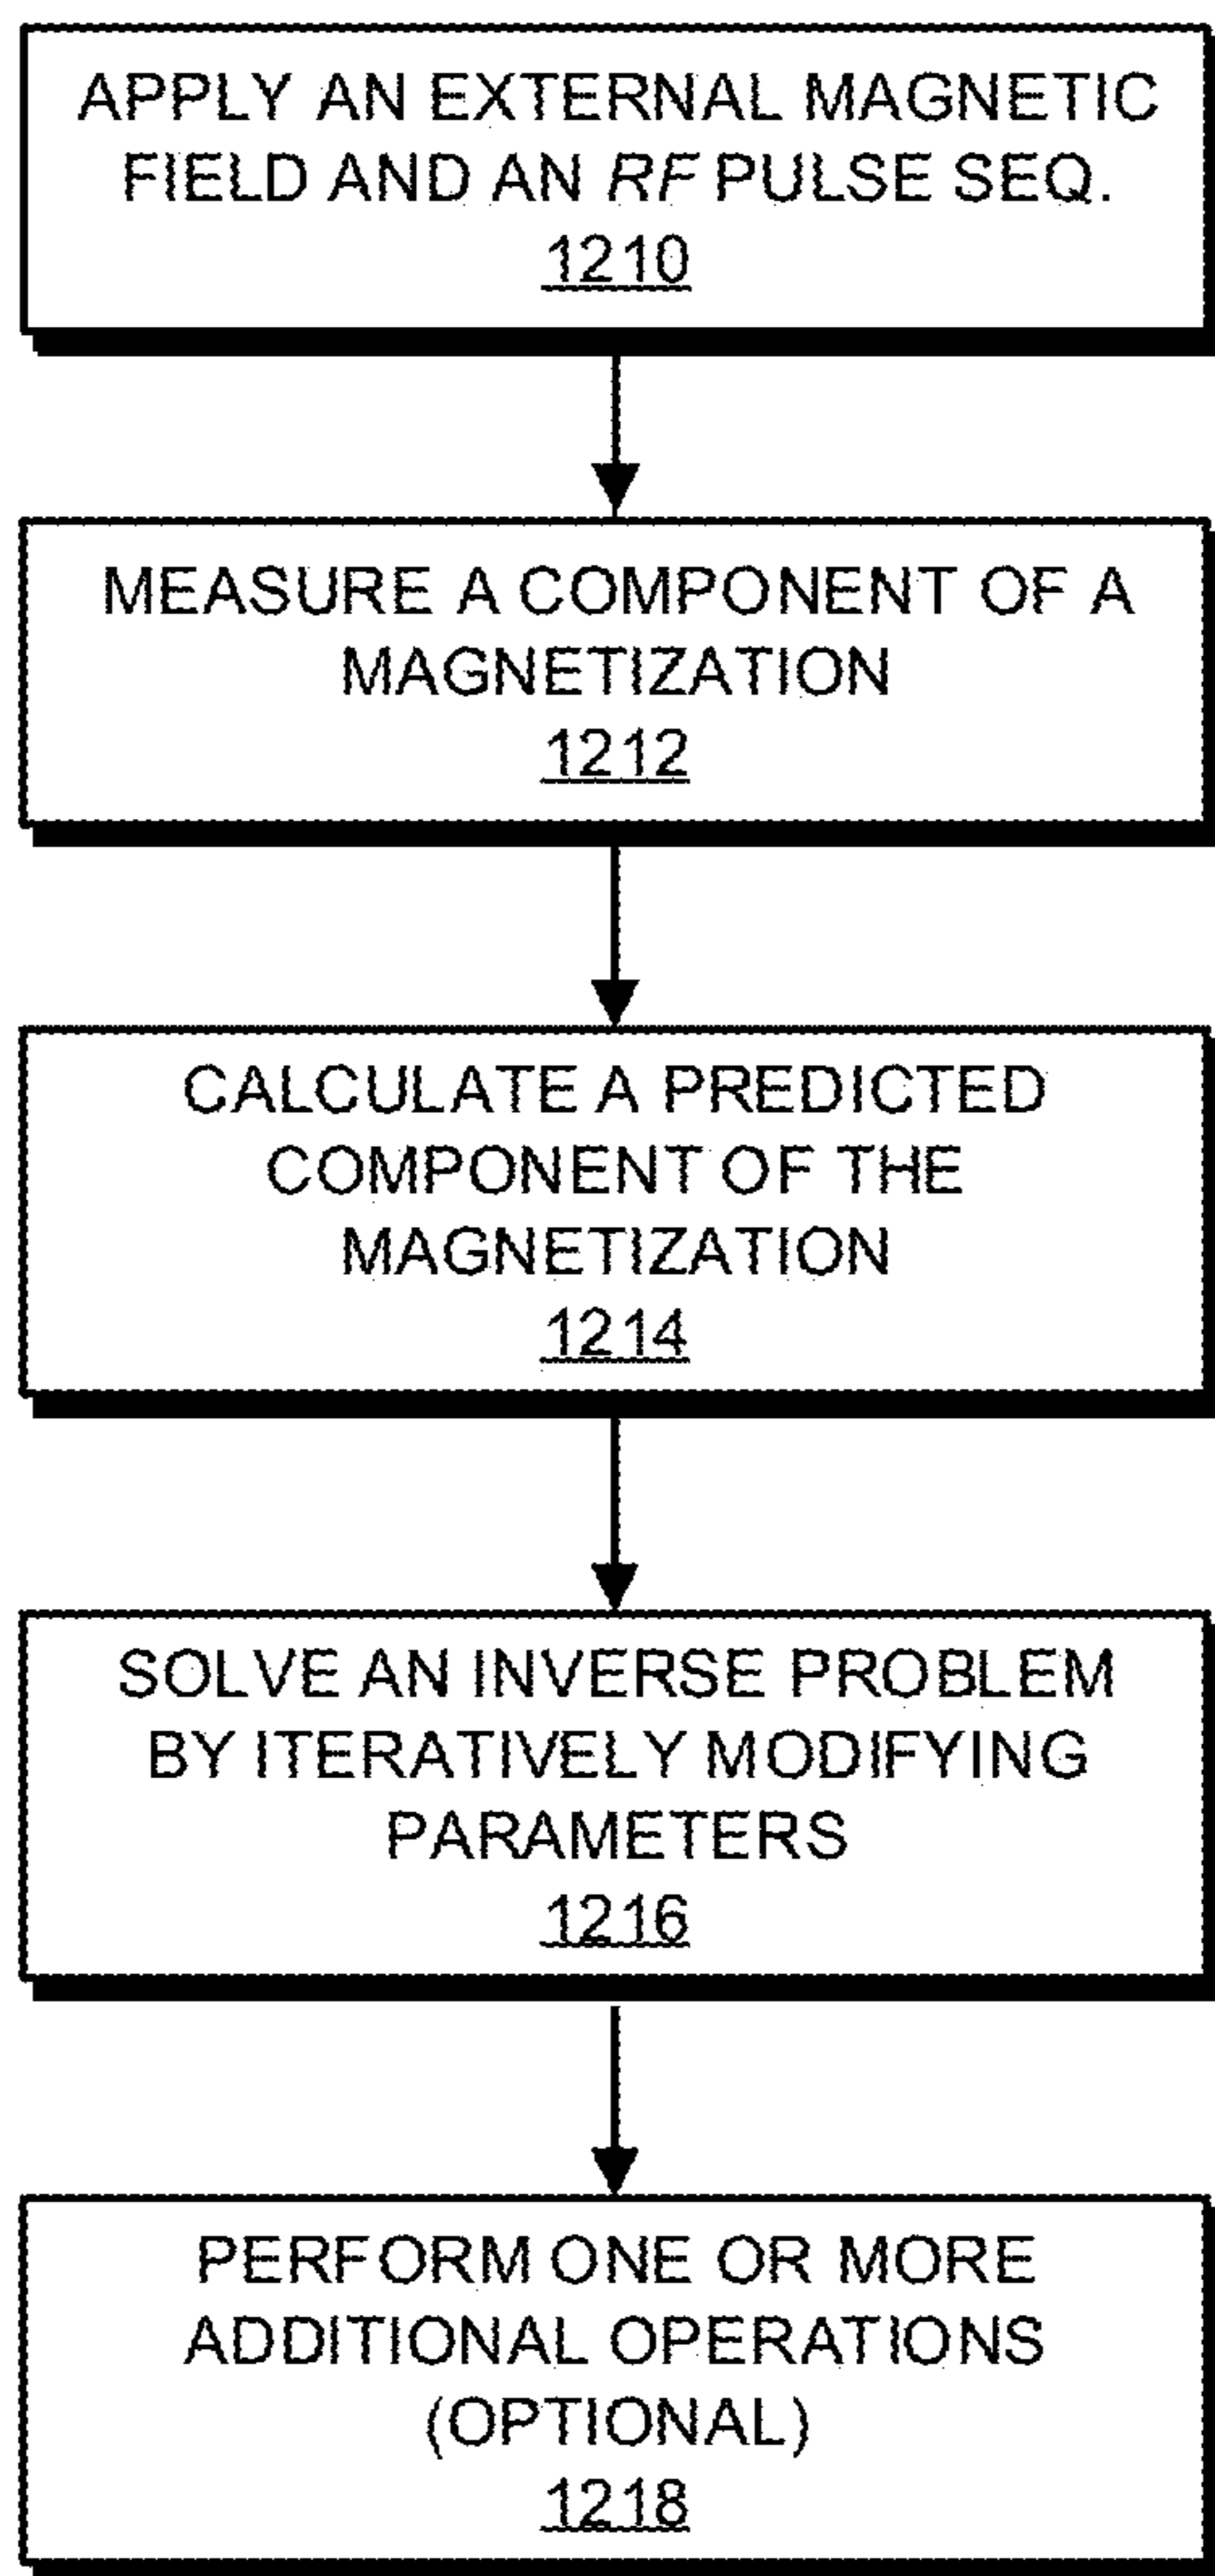 APPLY AN EXTERNAL MAGNETIC
FIELD AND AN RF PULSE SEQ.
1210
MEASURE A COMPONENT OF A
MAGNETIZATION
1212
CALCULATE A PREDICTED
COMPONENT OF THE
MAGNETIZATION
1214
SOLVE AN INVERSE PROBLEM
BY ITERATIVELY MODIFYING
PARAMETERS
1216
PERFORM ONE OR MORE
ADDITIONAL OPERATIONS
(OPTIONAL)
1218